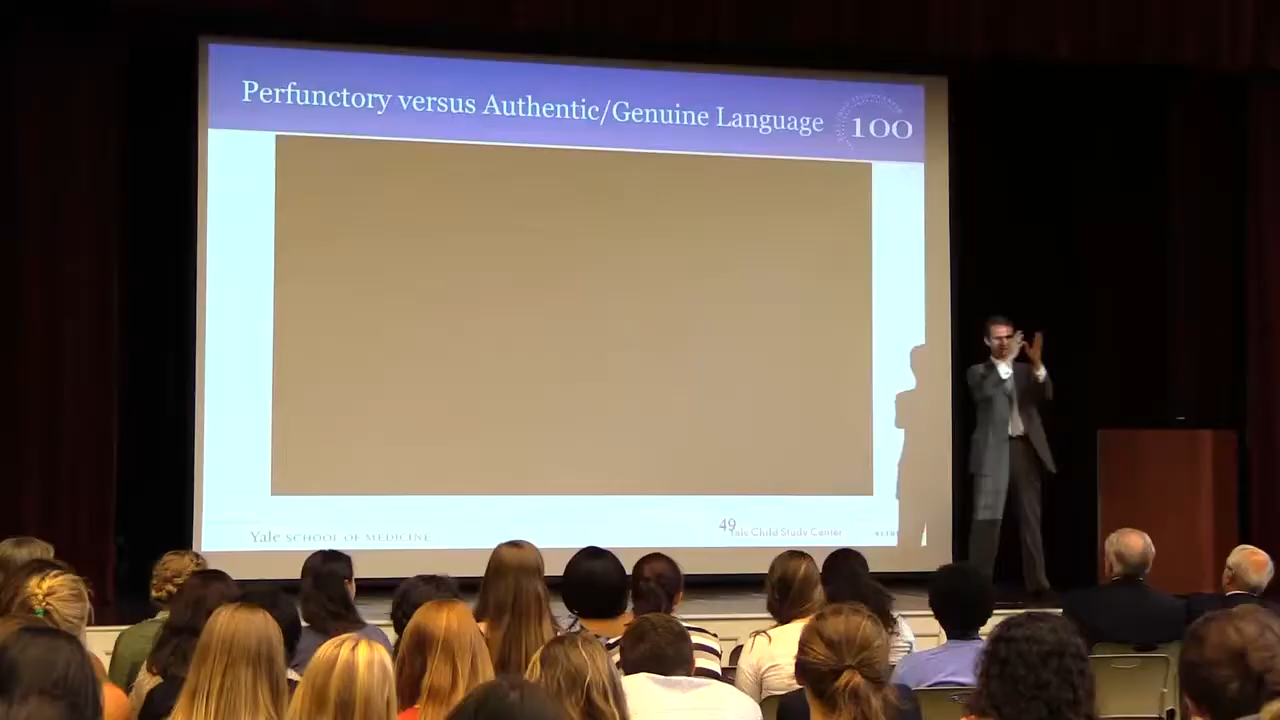 Perfunctory versus Authentic/Genuine Language
100
49
Yale SCHOOL OF MEDICINE
Yale Child Study Center